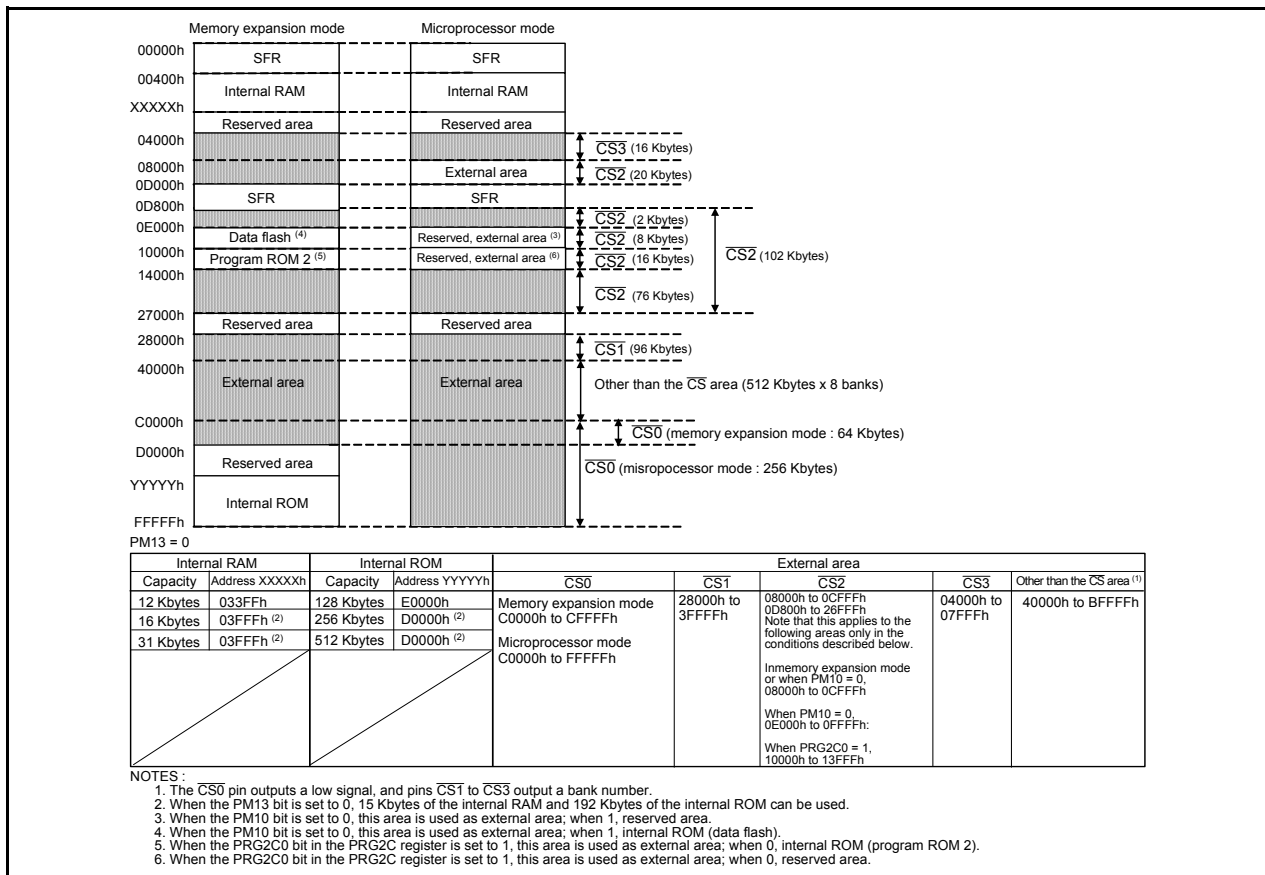 Memory expansion mode
Microprocessor mode
00000h
SFR
SFR
00400h
Internal RAM
Internal RAM
XXXXXh
Reserved area
Reserved area
04000h
CS3 (16 Kbytes)
08000h
External area
CS2 (20 Kbytes)
0D000h
SFR
SFR
0D800h
CS2 (2 Kbytes)
0E000h
Data flash (4)
Reserved, external area (3)
CS2 (8 Kbytes)
10000h
Program ROM 2 (5)
Reserved, external area (6)
CS2 (16 Kbytes)
CS2 (102 Kbytes)
14000h
CS2 (76 Kbytes)
27000h
Reserved area
Reserved area
28000h
CS1 (96 Kbytes)
40000h
External area
External area
Other than the CS area (512 Kbytes x 8 banks)
C0000h
CS0 (memory expansion mode : 64 Kbytes)
D0000h
Reserved area
CS0 (misropocessor mode : 256 Kbytes)
YYYYYh
Internal ROM
FFFFFh
PM13 = 0
Internal RAM
Internal ROM
External area
Capacity
Address XXXXXh
Capacity
Address YYYYYh
CS0
CS1
CS2
CS3
Other than the CS area (1)
12 Kbytes
033FFh
128 Kbytes
E0000h
16 Kbytes
03FFFh (2)
256 Kbytes
D0000h (2)
31 Kbytes
03FFFh (2)
512 Kbytes
D0000h (2)
Memory expansion mode
C0000h to CFFFFh
Microprocessor mode
C0000h to FFFFFh
28000h to
3FFFFh
08000h to 0CFFFh
0D800h to 26FFFh
Note that this applies to the
following areas only in the
conditions described below.
Inmemory expansion mode
or when PM10 = 0,
08000h to 0CFFFh
When PM10 = 0,
0E000h to 0FFFFh:
When PRG2C0 = 1,
10000h to 13FFFh
04000h to
07FFFh
40000h to BFFFFh
NOTES :
1. The CS0 pin outputs a low signal, and pins CS1 to CS3 output a bank number.
2. When the PM13 bit is set to 0, 15 Kbytes of the internal RAM and 192 Kbytes of the internal ROM can be used.
3. When the PM10 bit is set to 0, this area is used as external area; when 1, reserved area.
4. When the PM10 bit is set to 0, this area is used as external area; when 1, internal ROM (data flash).
5. When the PRG2C0 bit in the PRG2C register is set to 1, this area is used as external area; when 0, internal ROM (program ROM 2).
6. When the PRG2C0 bit in the PRG2C register is set to 1, this area is used as external area; when 0, reserved area.